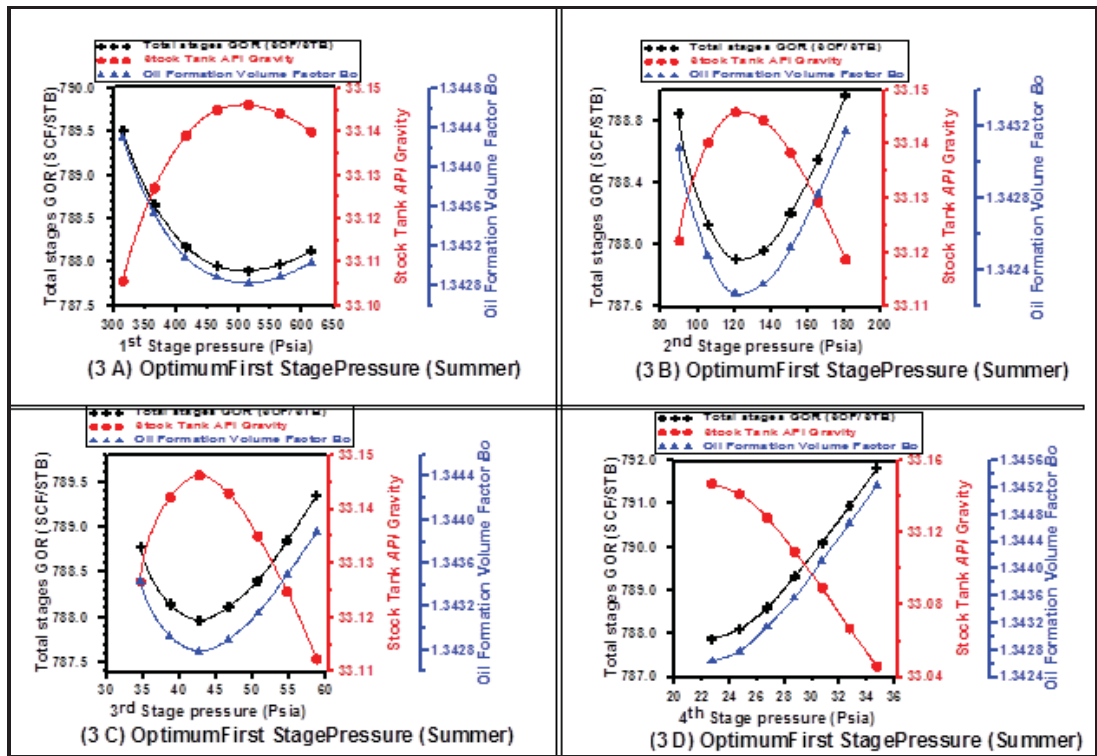 Total stages GOR (SCF/STB)
Stock Tank API Gravity
Oil Formation Volume Factor Bo
Total stages GOR (SCF/STB)
790.0
789.5
789.0
788.5
788.0
787.5
300 350 400 450 500 550 600 650
33.15
33.14
33.13
33.12
33.11
33.10
Stock Tank API Gravity
1.3448
1.3444
1.3440
1.3436
1.3432
1.3428
Oil Formation Volume Factor Bo
1st Stage pressure (Psia)
(3 A) OptimumFirst StagePressure (Summer)
Total stages GOR (SCF/STB)
Stock Tank API Gravity
Oil Formation Volume Factor Bo
Total stages GOR (SCF/STB)
788.8
788.4
788.0
787.6
80 100 120 140 160 180 200
33.15
33.14
33.13
33.12
33.11
Stock Tank API Gravity
1.3432
1.3428
1.3424
Oil Formation Volume Factor Bo
2nd Stage pressure (Psia)
(3 B) OptimumFirst StagePressure (Summer)
Total stages GOR (SCF/STB)
Stock Tank API Gravity
Oil Formation Volume Factor Bo
Total stages GOR (SCF/STB)
789.5
789.0
788.5
788.0
787.5
30 35 40 45 50 55 60
33.15
33.14
33.13
33.12
33.11
Stock Tank API Gravity
1.3444
1.3440
1.3436
1.3432
1.3428
Oil Formation Volume Factor Bo
3rd Stage pressure (Psia)
(3 C) OptimumFirst StagePressure (Summer)
Total stages GOR (SCF/STB)
Stock Tank API Gravity
Oil Formation Volume Factor Bo
Total stages GOR (SCF/STB)
792.0
791.0
790.0
789.0
788.0
787.0
20 22 24 26 28 30 32 34 36
33.16
33.12
33.08
33.04
Stock Tank API Gravity
1.3456
1.3452
1.3448
1.3444
1.3440
1.3436
1.3432
1.3428
1.3424
Oil Formation Volume Factor Bo
4th Stage pressure (Psia)
(3 D) OptimumFirst StagePressure (Summer)